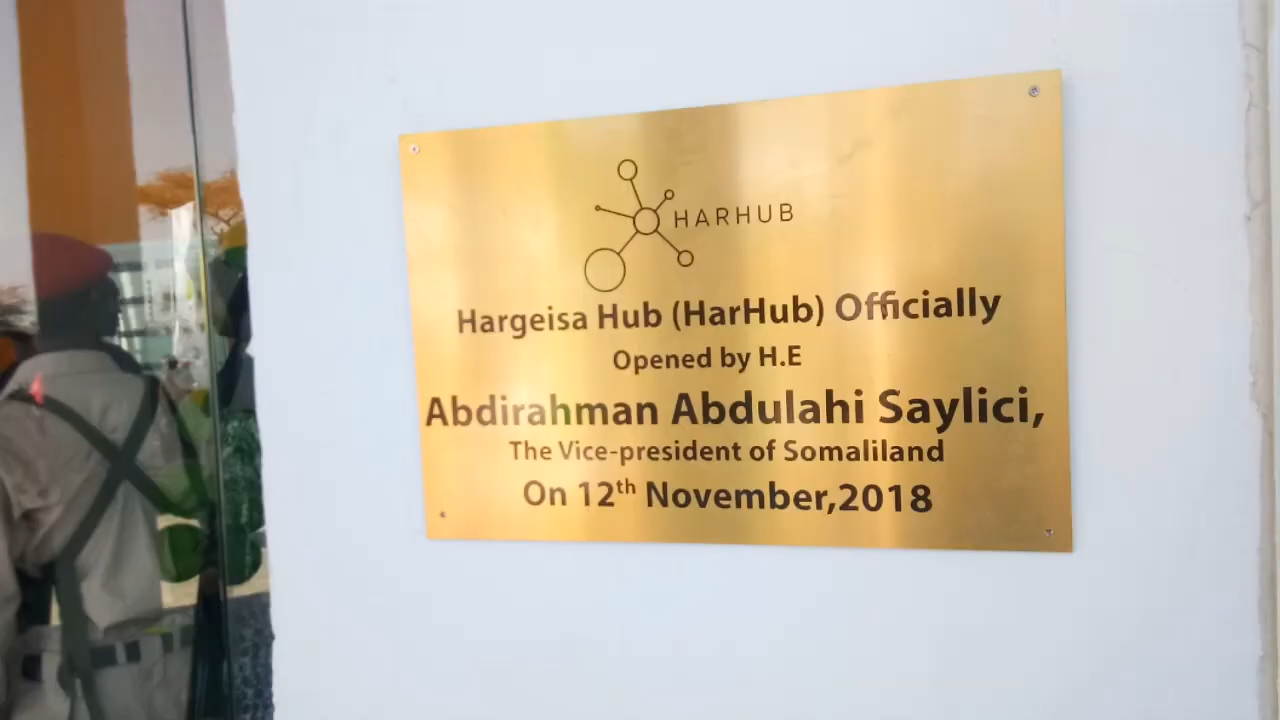 HARHUB
Hargeisa Hub (HarHub) Officially
Opened by H.E
Abdirahman Abdulahi Saylici,
The Vice-president of Somaliland
On 12th November,2018